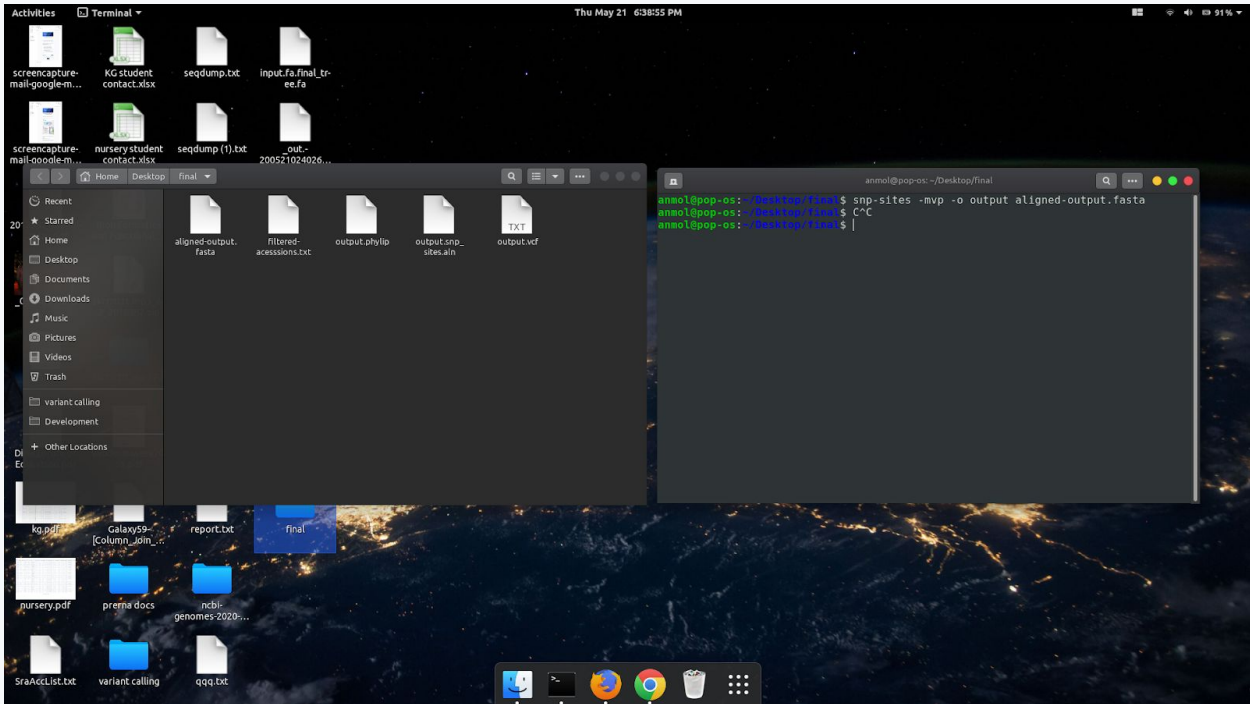 Activities
Terminal
Thu May 21 6:38:55 PM
91%
screencapture-
mail-google-m...
KG student
contact.xlsx
seqdump.txt
input.fa.final_tr-
ee.fa
screencapture-
mail-google-m...
nursery student
contact.xlsx
seqdump (1).txt
_out.-
200521024026...
Home
Desktop
final
Recent
Starred
Home
Desktop
Documents
Downloads
Music
Pictures
Videos
Trash
variant calling
Development
+ Other Locations
aligned-output.
fasta
filtered-
acesssions.txt
output.phylip
output.snp_
sites.aln
TXT
output.vcf
anmol@pop-os: ~/Desktop/final
anmol@pop-os:~/Desktop/final$ snp-sites -mvp -o output aligned-output.fasta
anmol@pop-os:~/Desktop/final$ C^C
anmol@pop-os:~/Desktop/final$
kg.pdf
Galaxy59-
[Column_Join_...
report.txt
final
nursery.pdf
prerna docs
ncbi-
genomes-2020-...
SraAccList.txt
variant calling
qqq.txt